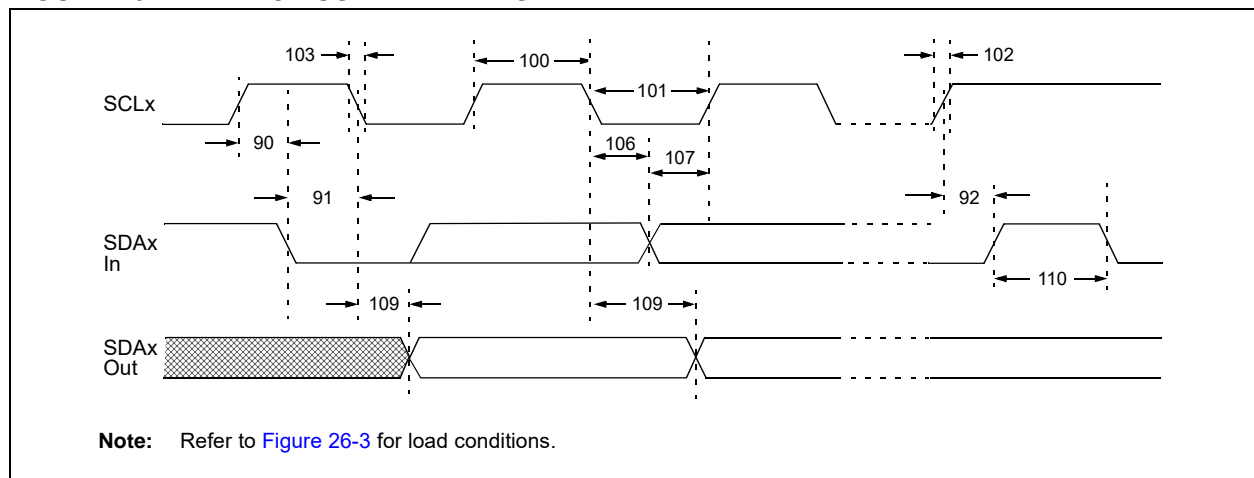 103
100
102
SCLx
101
90
106
107
91
92
SDAx
In
110
109
109
SDAx
Out
Note: Refer to Figure 26-3 for load conditions.